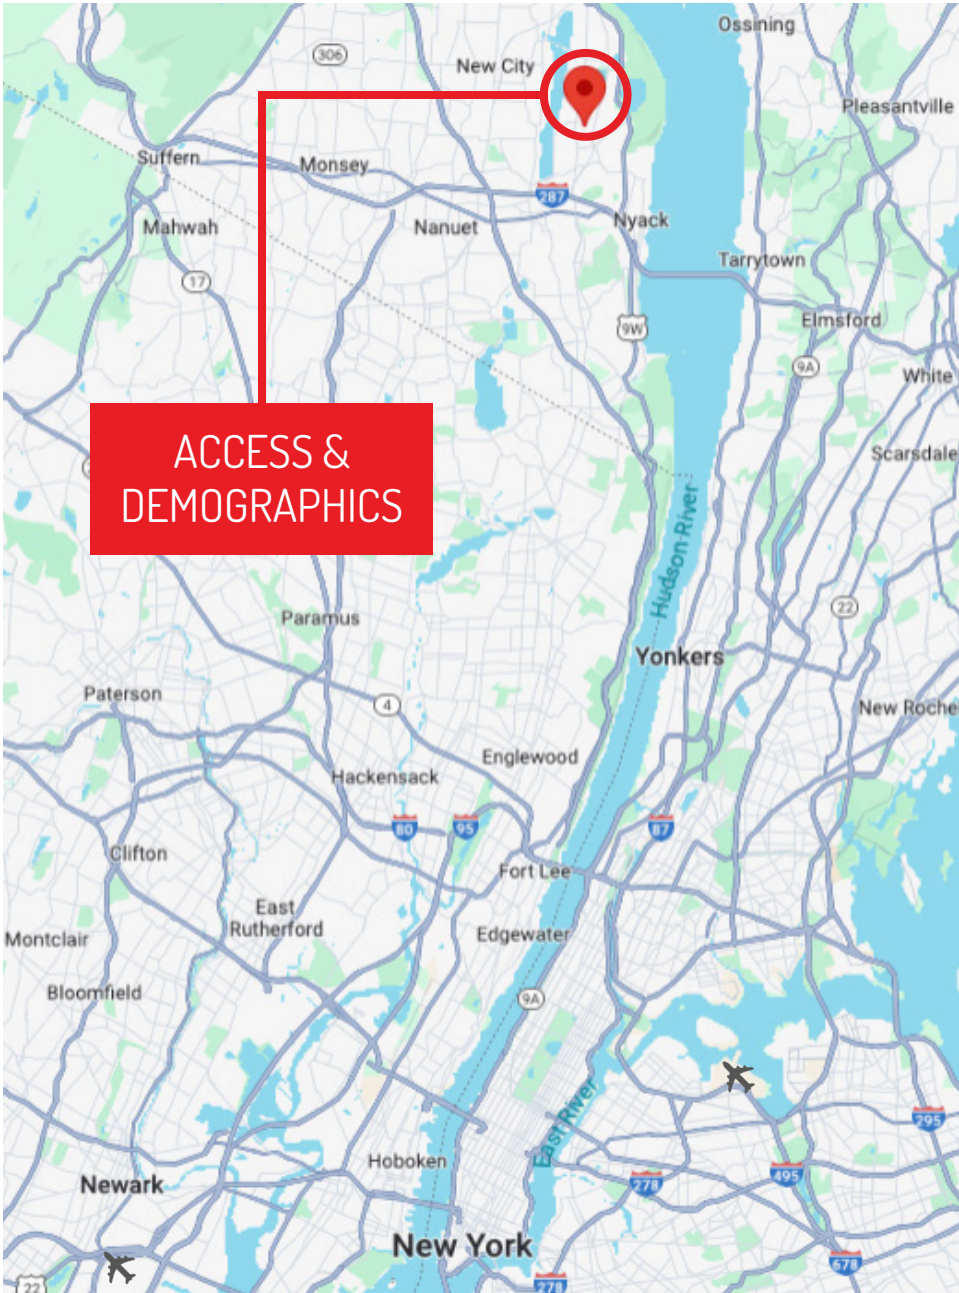 Ossining
306
New City
Pleasantville
Suffern
Monsey
287
Mahwah
Nanuet
Nyack
Tarrytown
17
9W
Elmsford
9A
White
ACCESS &
DEMOGRAPHICS
Scarsdale
Hudson River
22
Paramus
Yonkers
Paterson
4
New Roche
Englewood
Hackensack
80
95
87
Clifton
Fort Lee
East
Rutherford
Edgewater
Montclair
Bloomfield
9A
East River
295
Hoboken
278
495
Newark
New York
678
22
278